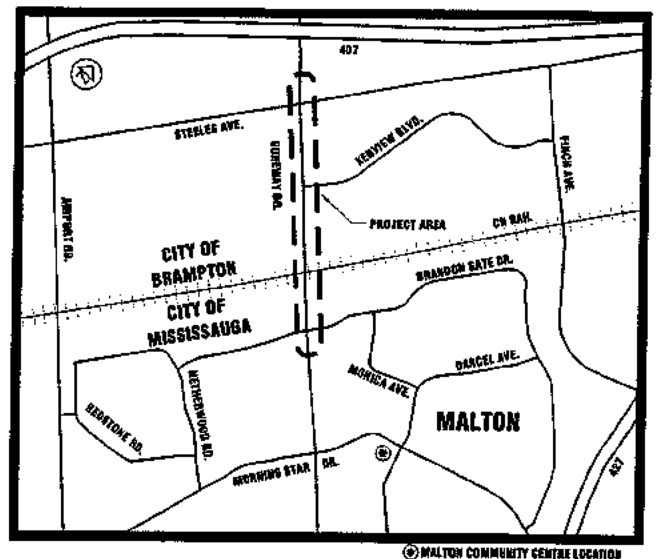 407
STEELES AVE.
GOREWAY DR.
KENVIEW BLVD.
FINCH AVE.
AIRPORT RD.
PROJECT AREA
CN RAIL
CITY OF
BRAMPTON
CITY OF
MISSISSAUGA
BRANDON GATE DR.
NETHERWOOD RD.
REDSTONE RD.
MONICA AVE.
DARCEL AVE.
MALTON
MORNING STAR DR.
427
MALTON COMMUNITY CENTRE LOCATION